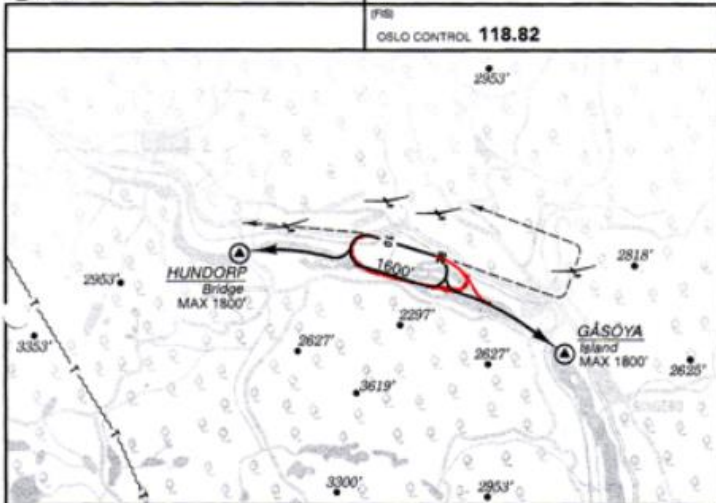 (FIS)
OSLO CONTROL 118.82
2953'
HUNDORP
Bridge
MAX 1800'
1600'
2818'
2953'
3353'
2297'
GÅSÖYA
Island
MAX 1800'
2627'
2627'
2625'
3619'
3300'
2953'